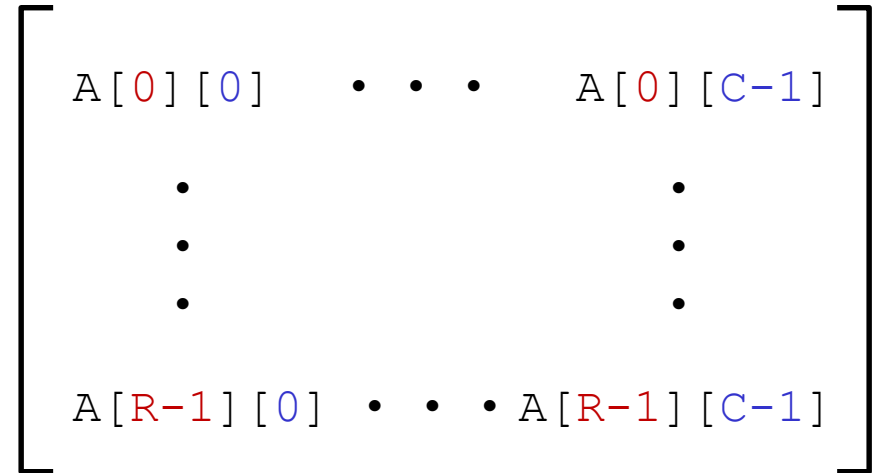 A[0][0] • • • A[0][C-1]
• •
• •
• •
A[R-1][0] • • • A[R-1][C-1]